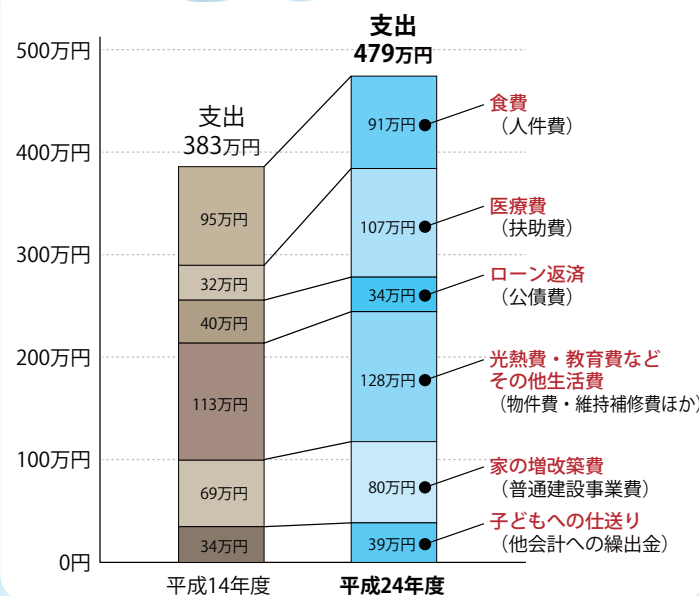 支出
479万円
500万円
400万円
300万円
200万円
100万円
0円
支出
383万円
95万円
32万円
40万円
113万円
69万円
34万円
平成14年度
91万円
107万円
34万円
128万円
80万円
39万円
平成24年度
食費
（人件費）
医療費
（扶助費）
ローン返済
（公債費）
光熱費・教育費など
その他生活費
（物件費・維持補修費ほか）
家の増改築費
（普通建設事業費）
子どもへの仕送り
（他会計への繰出金）